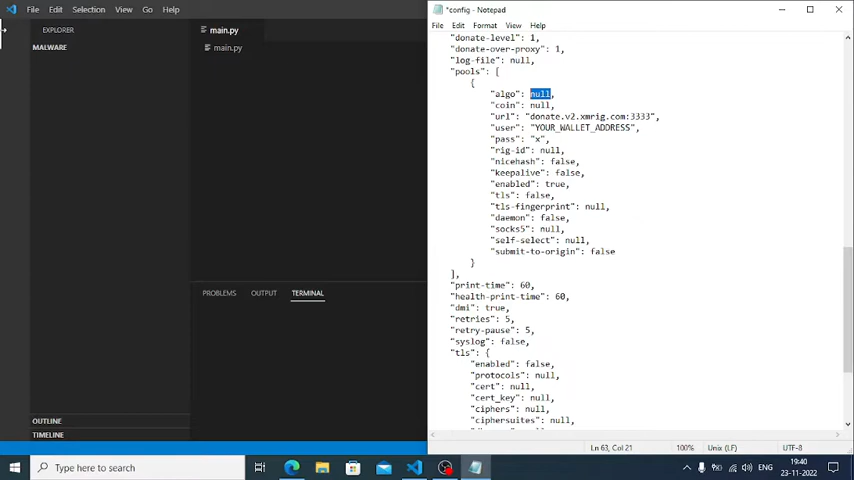 File Edit Selection View Go
EXPLORER
MALWARE
main.py
main.py
PROBLEMS OUTPUT TERMINAL
OUTLINE
TIMELINE
*config - Notepad
File Edit Format View Help
"donate-level": 1,
"donate-over-proxy": 1,
"log-file": null,
"pools": [
{
"algo": null,
"coin": null,
"url": "donate.v2.xmrig.com:3333",
"user": "YOUR_WALLET_ADDRESS",
"pass": "x",
"rig-id": null,
"nicehash": false,
"keepalive": false,
"enabled": true,
"tls": false,
"tls-fingerprint": null,
"daemon": false,
"socks5": null,
"self-select": null,
"submit-to-origin": false
}
],
"print-time": 60,
"health-print-time": 60,
"dmi": true,
"retries": 5,
"retry-pause": 5,
"syslog": false,
"tls": {
"enabled": false,
"protocols": null,
"cert": null,
"cert_key": null,
"ciphers": null,
"ciphersuites": null,
Ln 63, Col 21 100% Unix (LF) UTF-8
Type here to search
ENG
19:40
23-11-2022